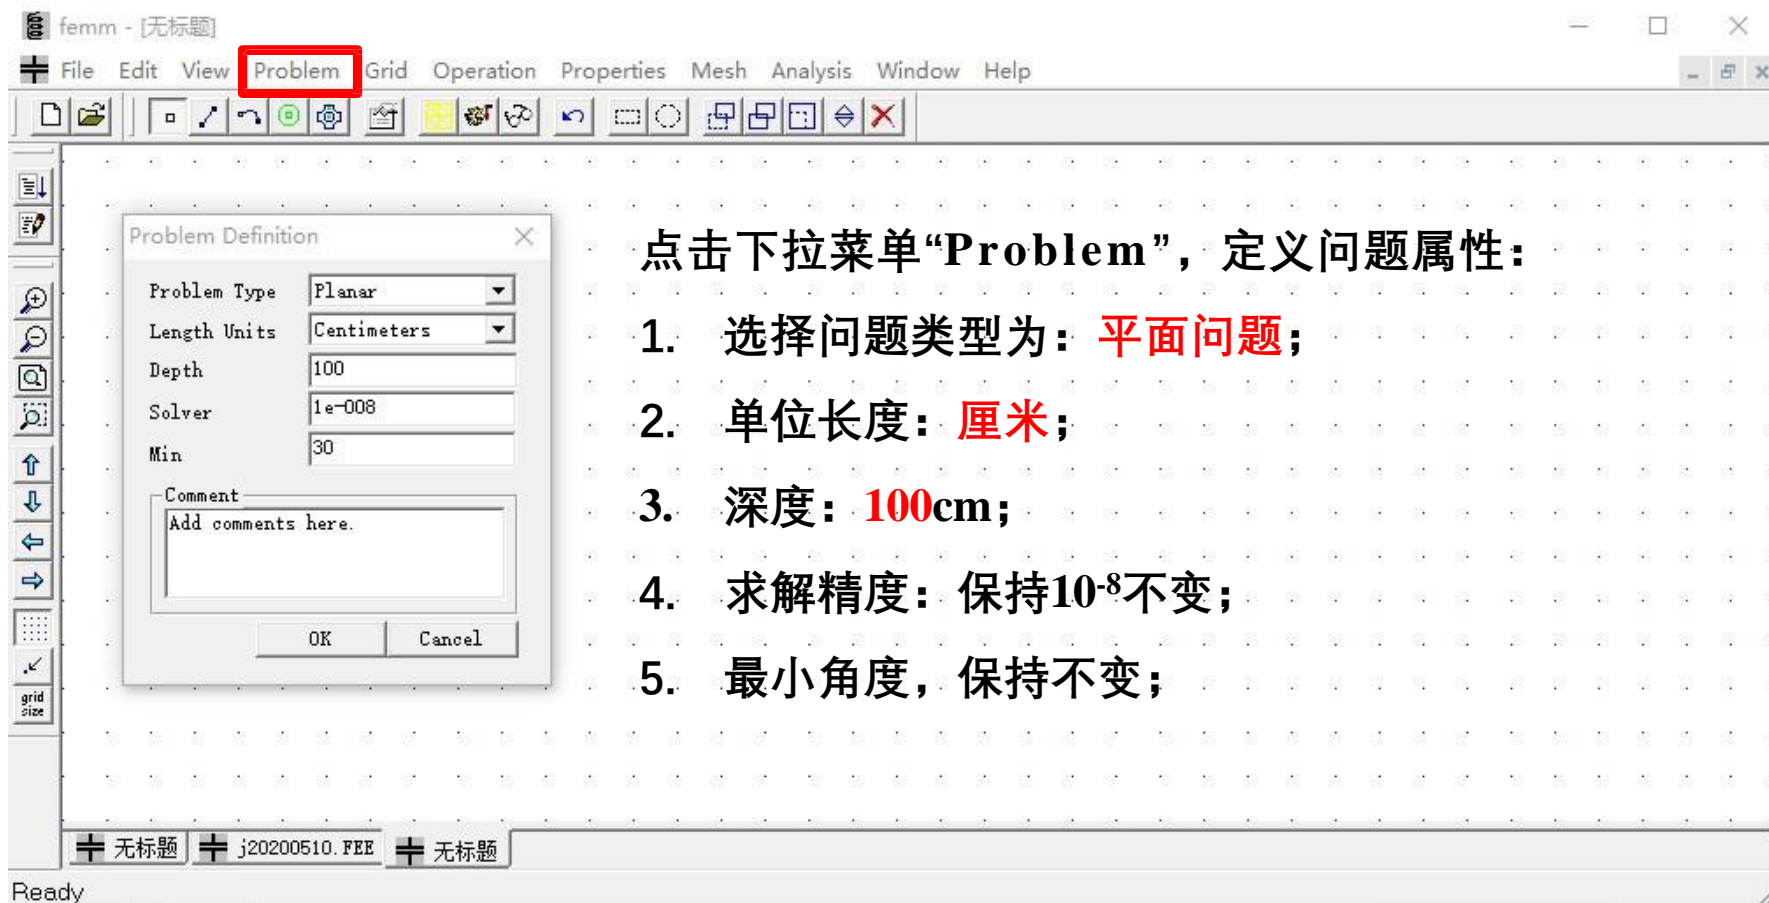 femm - [无标题]
File Edit View Problem Grid Operation Properties Mesh Analysis Window Help
Problem Definition
Problem Type Planar
Length Units Centimeters
Depth 100
Solver 1e-008
Min 30
Comment
Add comments here.
OK Cancel
点击下拉菜单“Problem”，定义问题属性：
1. 选择问题类型为：平面问题；
2. 单位长度：厘米；
3. 深度：100cm；
4. 求解精度：保持10⁻⁸不变；
5. 最小角度，保持不变；
grid
size
无标题 j20200510.FEE 无标题
Ready